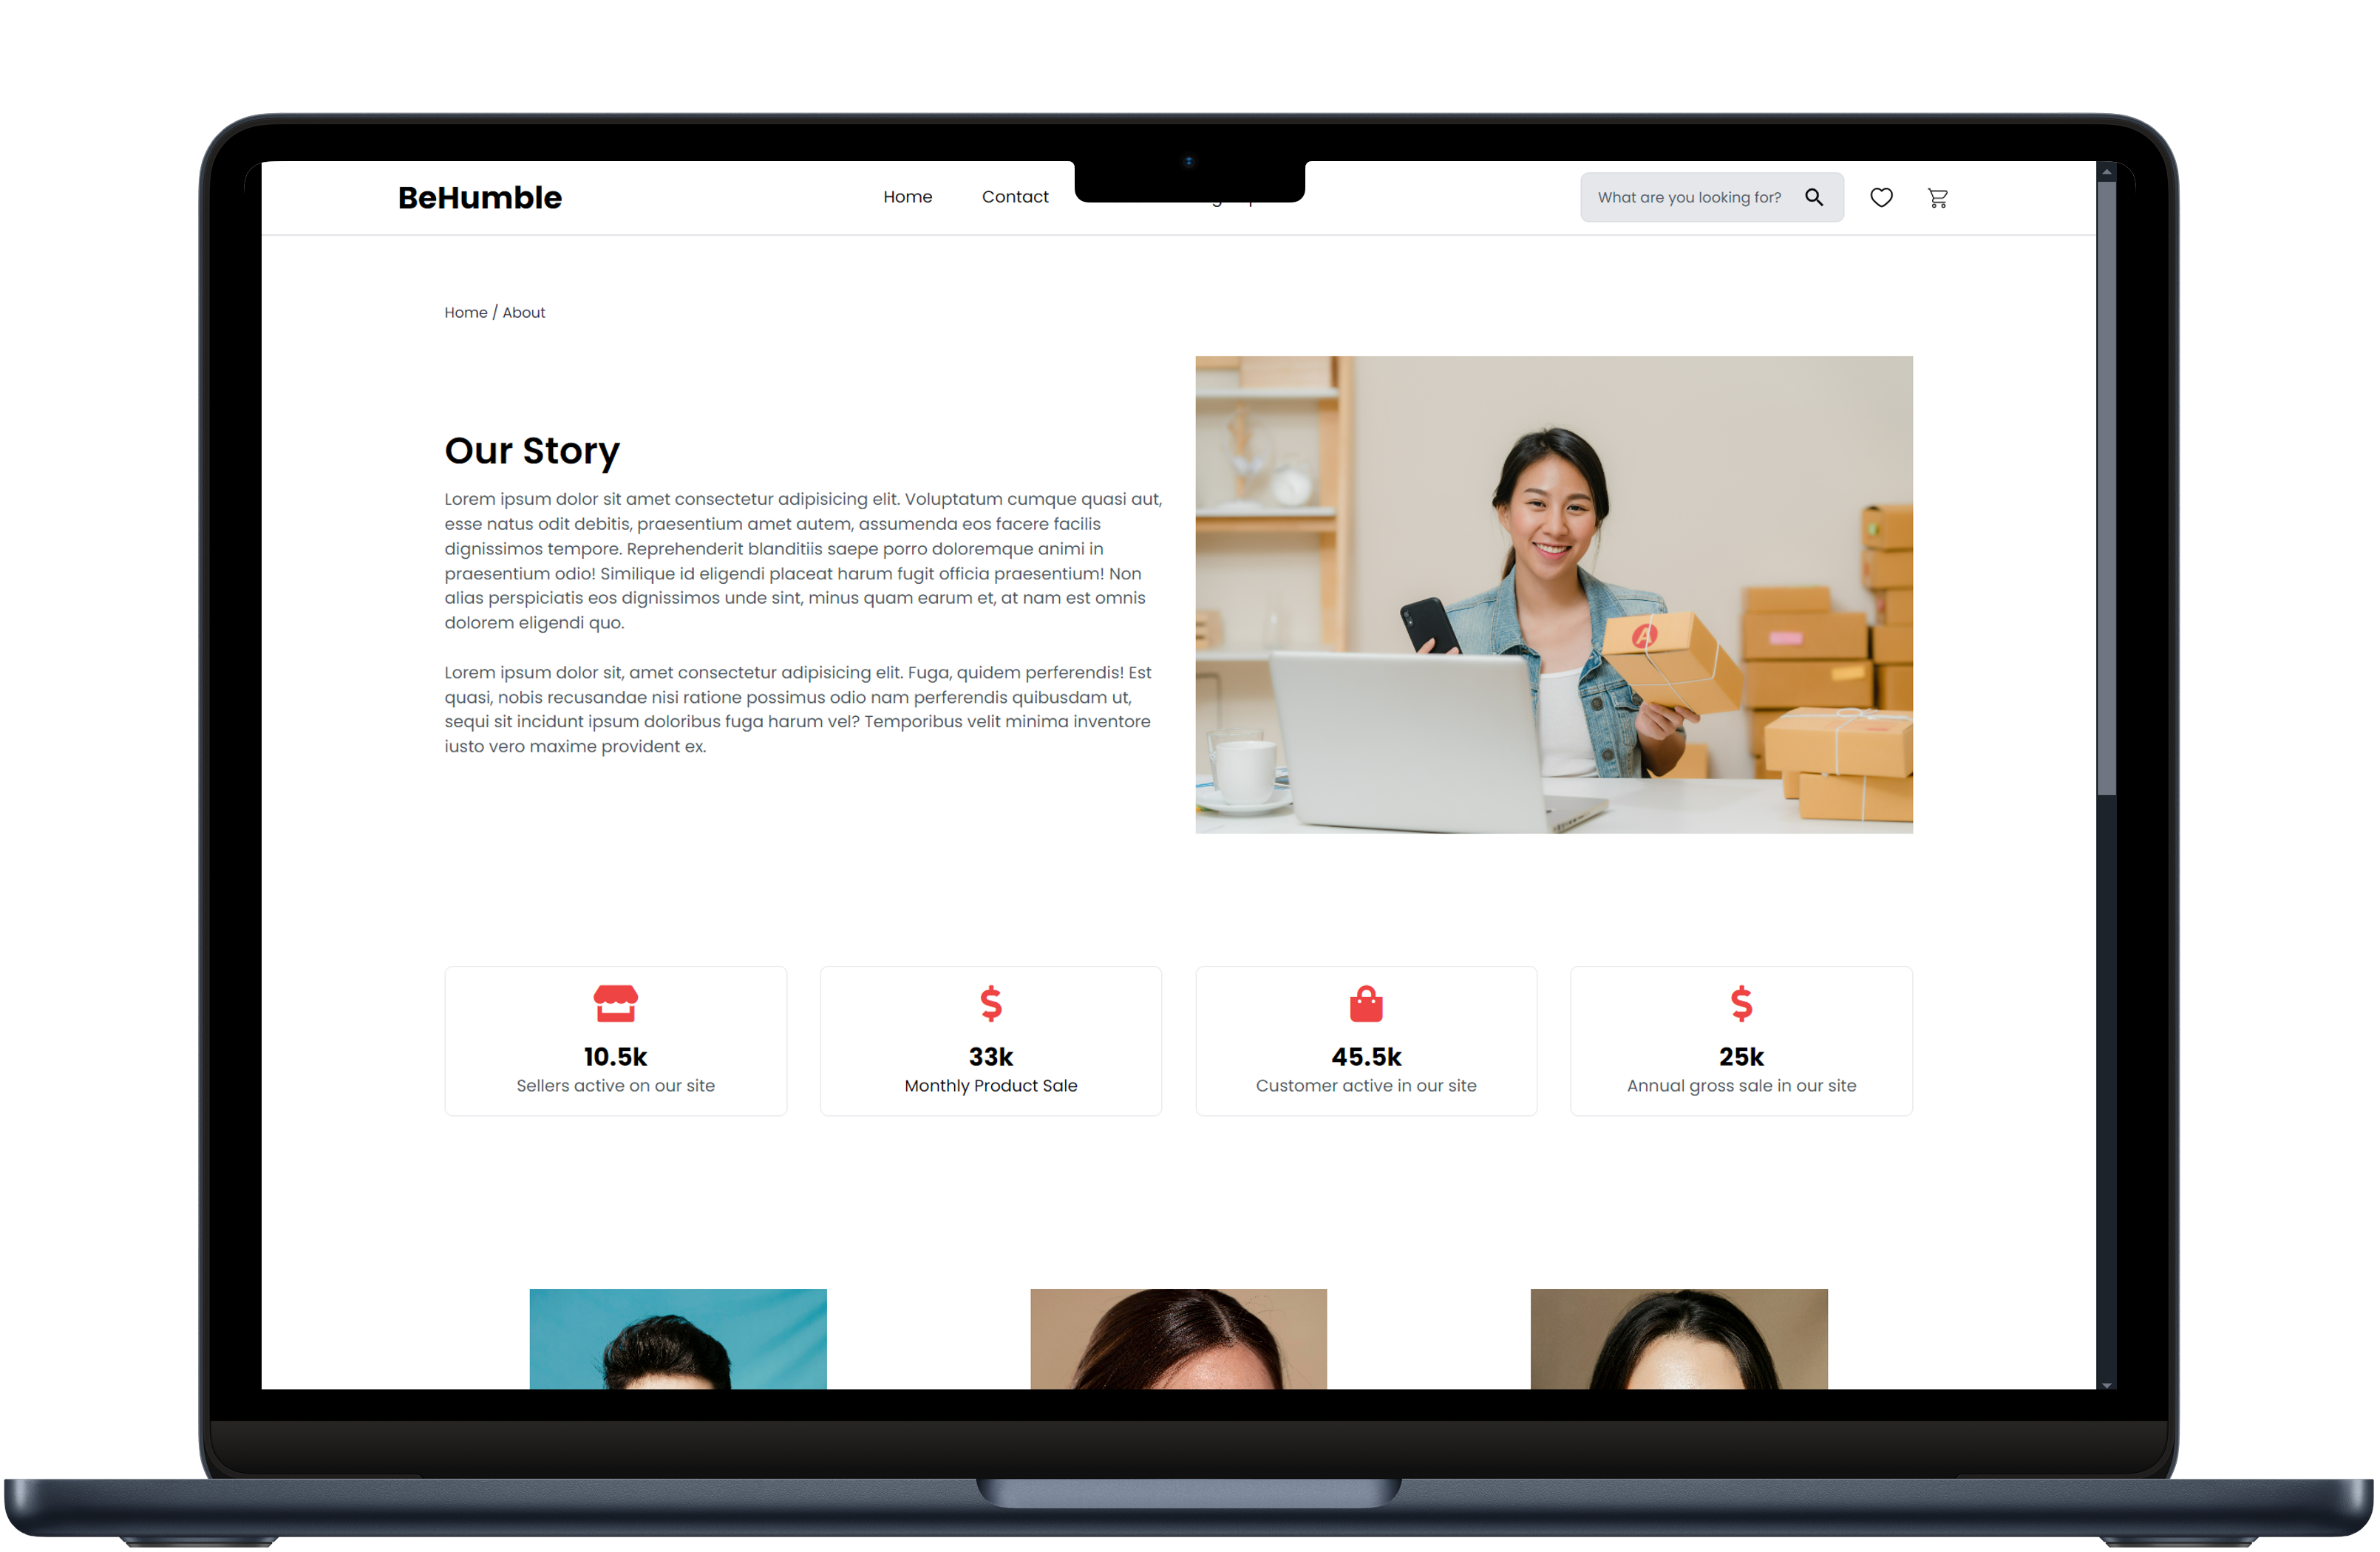 BeHumble
Home
Contact
What are you looking for?
Home / About
Our Story
Lorem ipsum dolor sit amet consectetur adipisicing elit. Voluptatum cumque quasi aut,
esse natus odit debitis, praesentium amet autem, assumenda eos facere facilis
dignissimos tempore. Reprehenderit blanditiis saepe porro doloremque animi in
praesentium odio! Similique id eligendi placeat harum fugit officia praesentium! Non
alias perspiciatis eos dignissimos unde sint, minus quam earum et, at nam est omnis
dolorem eligendi quo.
Lorem ipsum dolor sit, amet consectetur adipisicing elit. Fuga, quidem perferendis! Est
quasi, nobis recusandae nisi ratione possimus odio nam perferendis quibusdam ut,
sequi sit incidunt ipsum doloribus fuga harum vel? Temporibus velit minima inventore
iusto vero maxime provident ex.
A
10.5k
Sellers active on our site
33k
Monthly Product Sale
45.5k
Customer active in our site
25k
Annual gross sale in our site